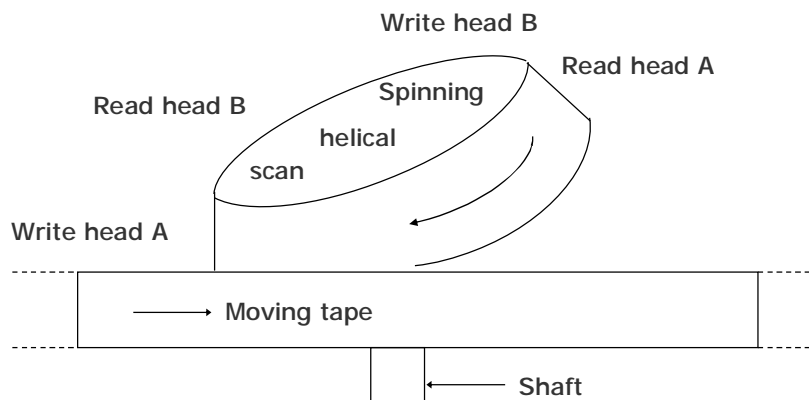 Write head B
Read head A
Spinning
Read head B
helical
scan
Write head A
Moving tape
Shaft